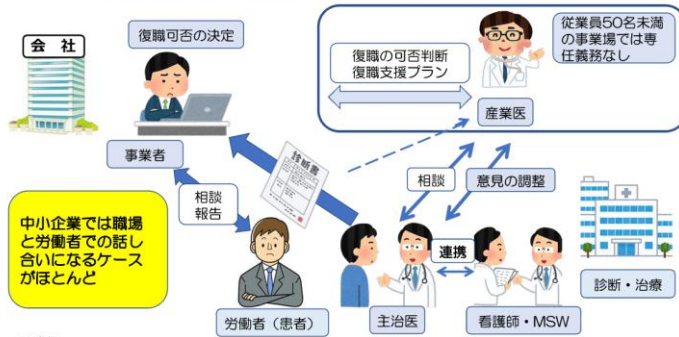 会 社
復職可否の決定
事業者
復職の可否判断
復職支援プラン
従業員50名未満
の事業場では専
任義務なし
産業医
診断書
相談
報告
相談
意見の調整
中小企業では職場
と労働者での話し
合いになるケース
がほとんど
労働者（患者）
主治医
連携
看護師・MSW
診断・治療